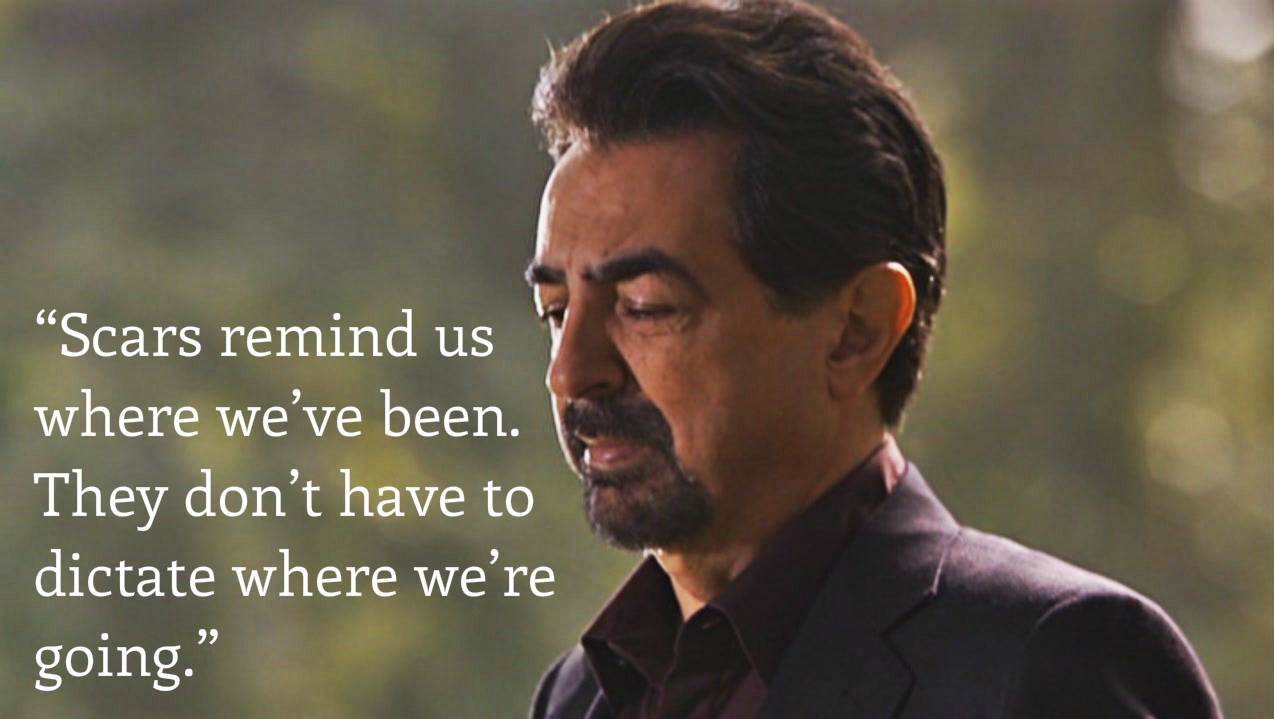 “Scars remind us
where we’ve been.
They don’t have to
dictate where we’re
going.”